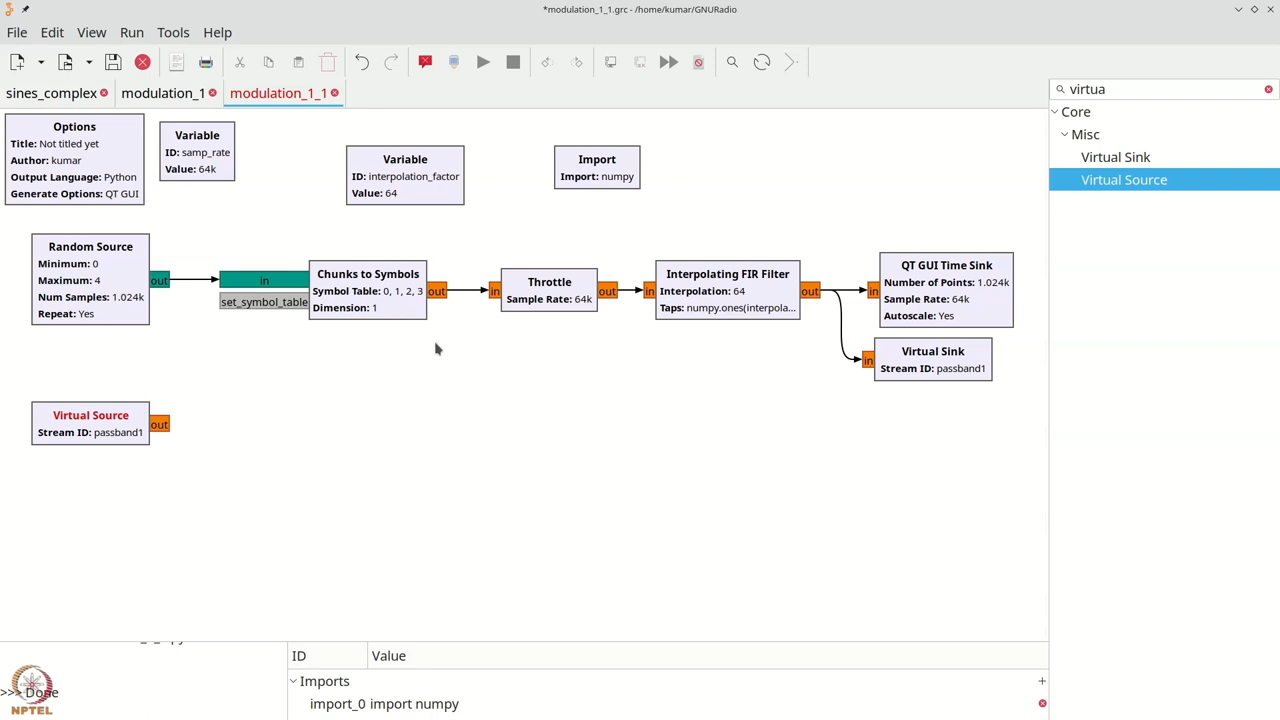 *modulation_1_1.grc - /home/kumar/GNURadio
File Edit View Run Tools Help
sines_complex modulation_1 modulation_1_1
virtua
Core
Misc
Virtual Sink
Virtual Source
Options
Title: Not titled yet
Author: kumar
Output Language: Python
Generate Options: QT GUI
Variable
ID: samp_rate
Value: 64k
Variable
ID: interpolation_factor
Value: 64
Import
Import: numpy
Random Source
Minimum: 0
Maximum: 4
Num Samples: 1.024k
Repeat: Yes
out
in
set_symbol_table
Chunks to Symbols
Symbol Table: 0, 1, 2, 3
Dimension: 1
out
in
Throttle
Sample Rate: 64k
out
in
Interpolating FIR Filter
Interpolation: 64
Taps: numpy.ones(interpola...
out
in
QT GUI Time Sink
Number of Points: 1.024k
Sample Rate: 64k
Autoscale: Yes
in
Virtual Sink
Stream ID: passband1
Virtual Source
Stream ID: passband1
out
>>> Done
NPTEL
ID Value
Imports
import_0 import numpy